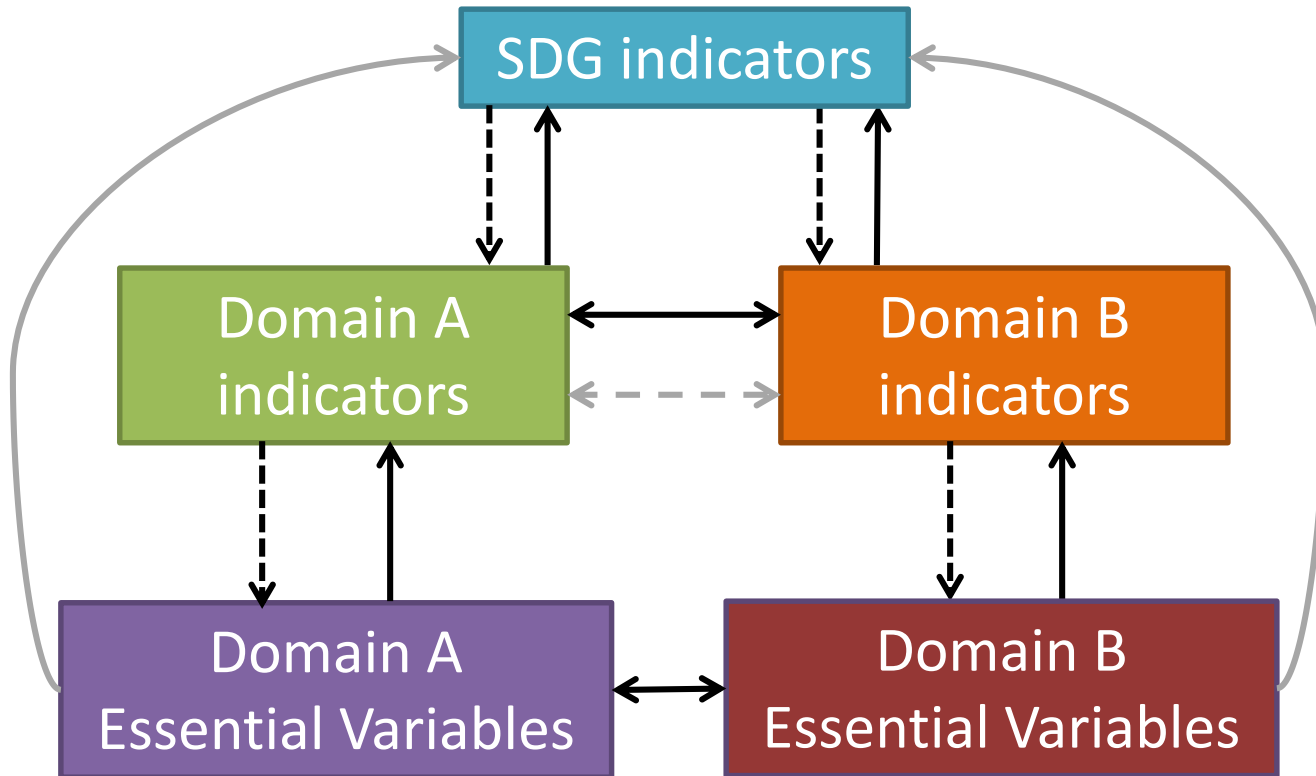 SDG indicators
Domain A
indicators
Domain B
indicators
Domain A
Essential Variables
Domain B
Essential Variables